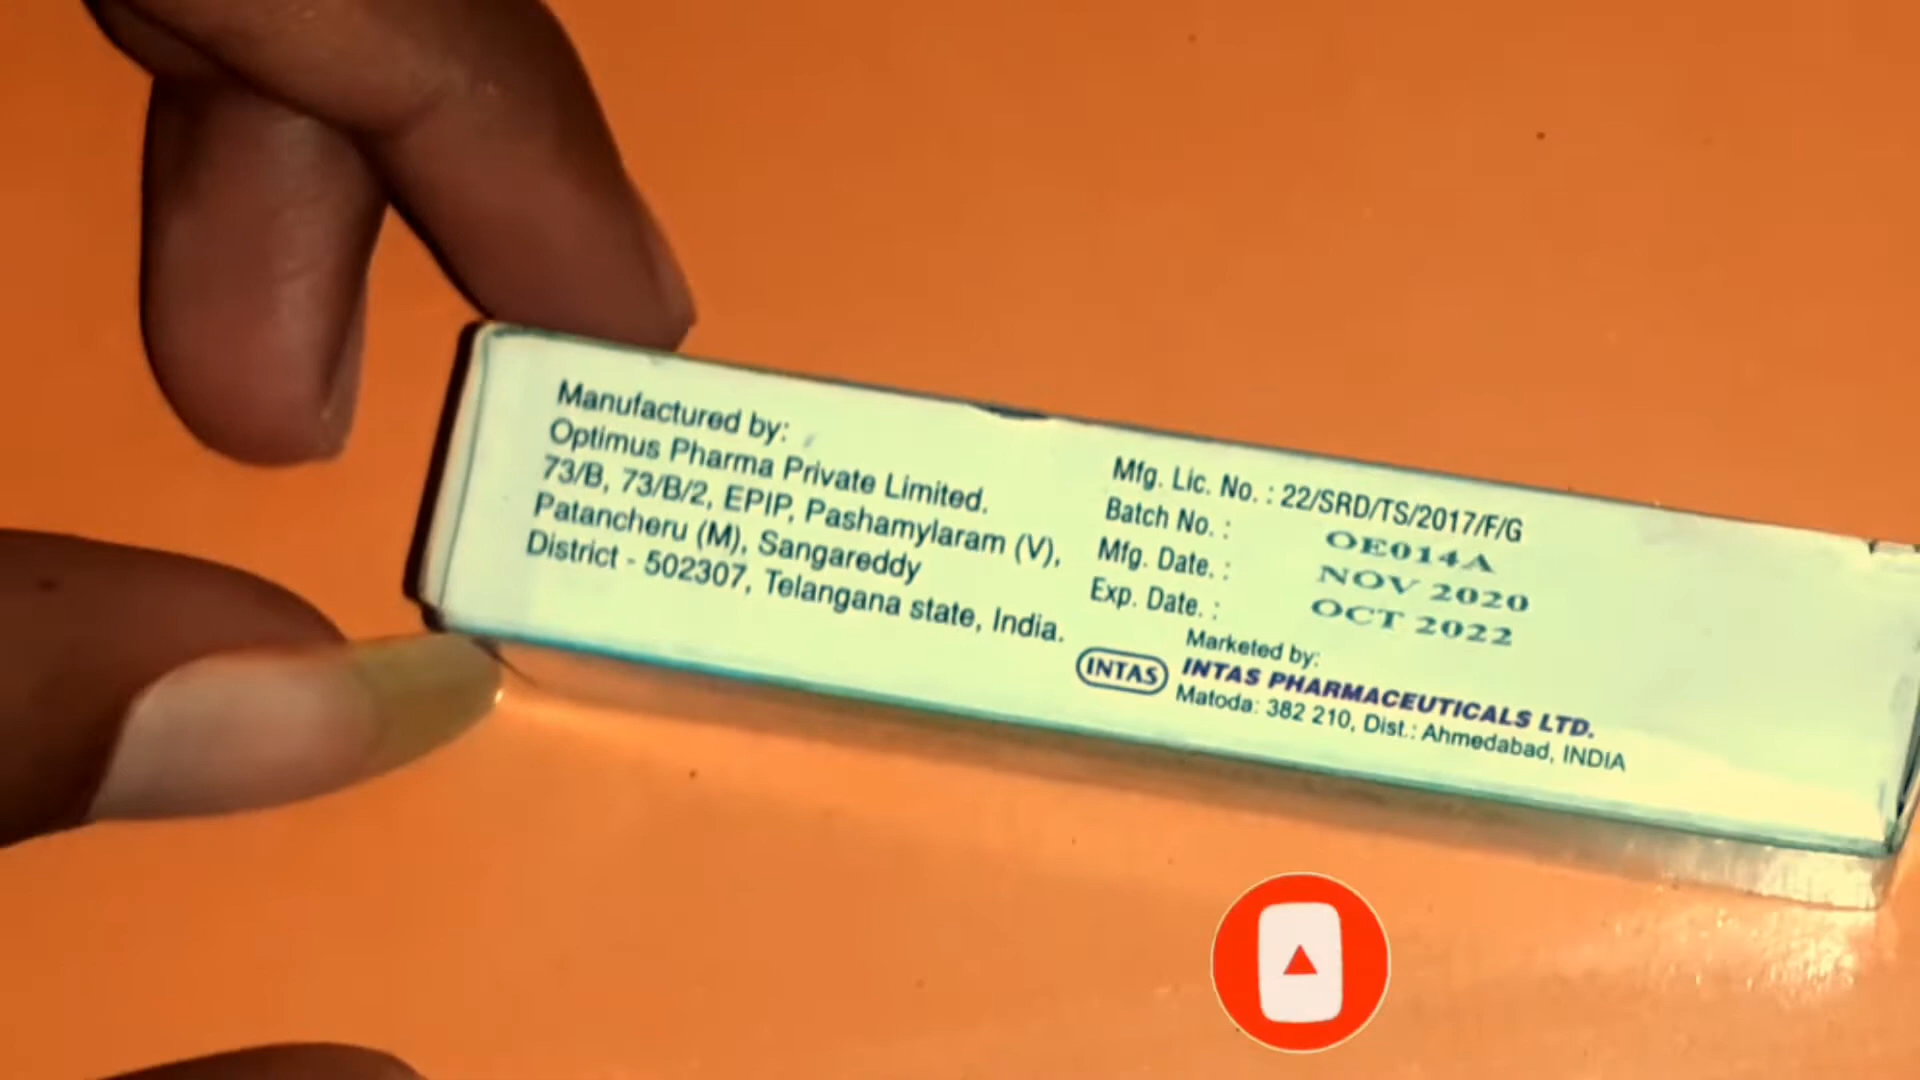 Manufactured by:
Optimus Pharma Private Limited.
73/B, 73/B/2, EPIP, Pashamylaram (V),
Patancheru (M), Sangareddy
District - 502307, Telangana state, India.
Mfg. Lic. No. : 22/SRD/TS/2017/F/G
Batch No. : OE014A
Mfg. Date. : NOV 2020
Exp. Date. : OCT 2022
Marketed by:
INTAS INTAS PHARMACEUTICALS LTD.
Matoda: 382 210, Dist.: Ahmedabad, INDIA